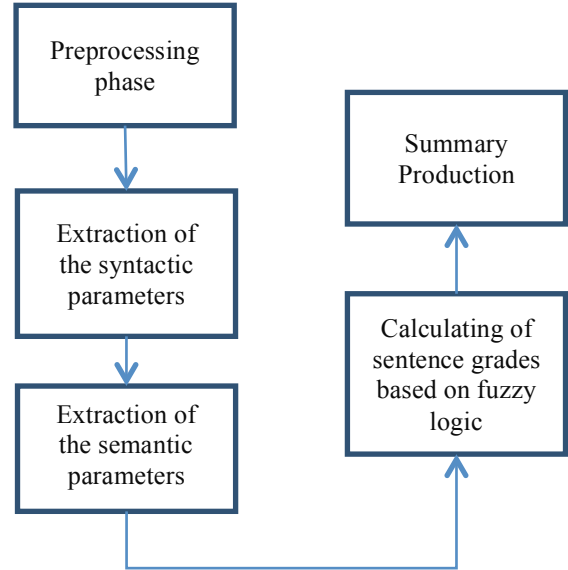 Preprocessing
phase
Extraction of
the syntactic
parameters
Extraction of
the semantic
parameters
Calculating of
sentence grades
based on fuzzy
logic
Summary
Production